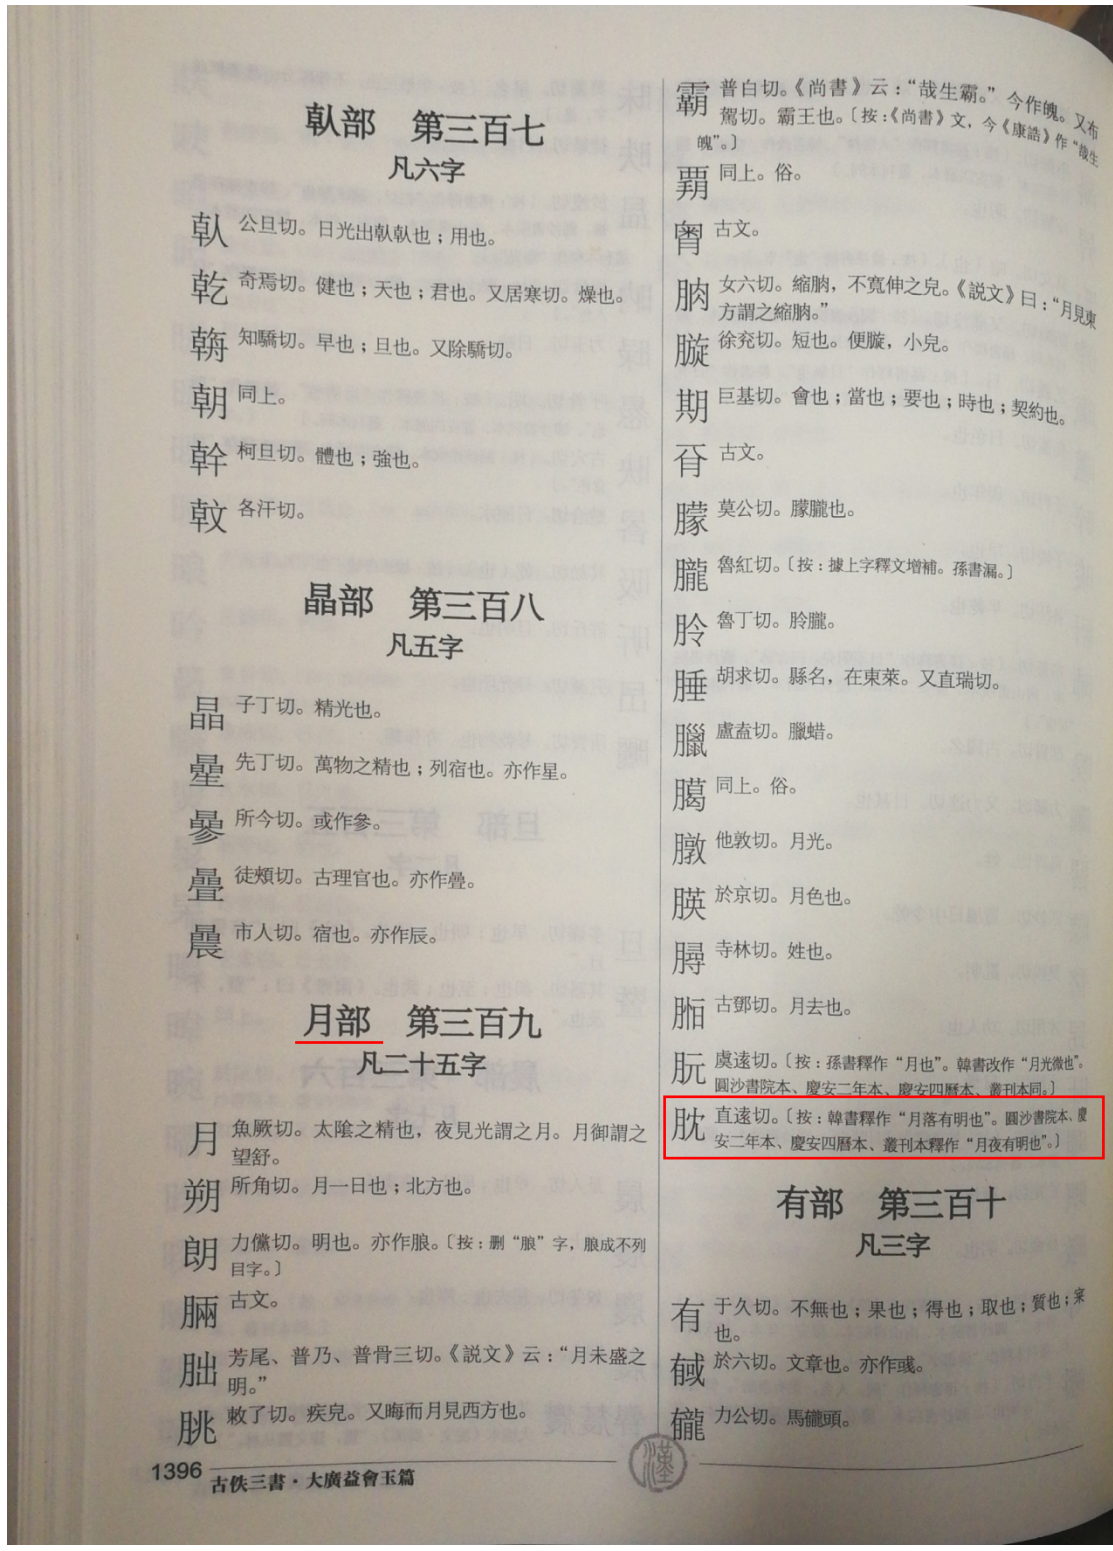 倝部　第三百七
凡六字
倝 公旦切。日光出倝倝也；用也。
乾 奇焉切。健也；天也；君也。又居寒切。燥也。
知驕切。早也；旦也。又除驕切。
朝 同上。
幹 柯旦切。體也；強也。
各汗切。
晶部　第三百八
凡五字
晶 子丁切。精光也。
曐 先丁切。萬物之精也；列宿也。亦作星。
曑 所今切。或作參。
疊 徒頰切。古理官也。亦作疊。
曟 市人切。宿也。亦作辰。
月部　第三百九
凡二十五字
月 魚厥切。太陰之精也，夜見光謂之月。月御謂之
望舒。
朔 所角切。月一日也；北方也。
朗 力儻切。明也。亦作朖。〔按：刪“朖”字，朖成不列
目字。〕
古文。
朏 芳尾、普乃、普骨三切。《説文》云：“月未盛之
明。”
朓 敕了切。疾皃。又晦而月見西方也。
霸 普白切。《尚書》云：“哉生霸。”今作魄。又布
駕切。霸王也。〔按：《尚書》文，今《康誥》作“哉生
魄”。〕
同上。俗。
古文。
朒 女六切。縮朒，不寬伸之皃。《説文》曰：“月見東
方謂之縮朒。”
徐兖切。短也。便，小皃。
期 巨基切。會也；當也；要也；時也；契約也。
古文。
朦 莫公切。朦朧也。
朧 魯紅切。〔按：據上字釋文增補。孫書漏。〕
朎 魯丁切。朎朧。
腄 胡求切。縣名，在東萊。又直瑞切。
臘 盧盍切。臘蜡。
同上。俗。
他敦切。月光。
朠 於京切。月色也。
寺林切。姓也。
古鄧切。月去也。
朊 虞逺切。〔按：孫書釋作“月也”。韓書改作“月光微也”。
圓沙書院本、慶安二年本、慶安四曆本、叢刊本同。〕
直逺切。〔按：韓書釋作“月落有明也”。圓沙書院本、慶
安二年本、慶安四曆本、叢刊本釋作“月夜有明也”。〕
有部　第三百十
凡三字
有 于久切。不無也；果也；得也；取也；質也；寀
也。
於六切。文章也。亦作彧。
龓 力公切。馬龓頭。
1396　古佚三書·大廣益會玉篇
漢